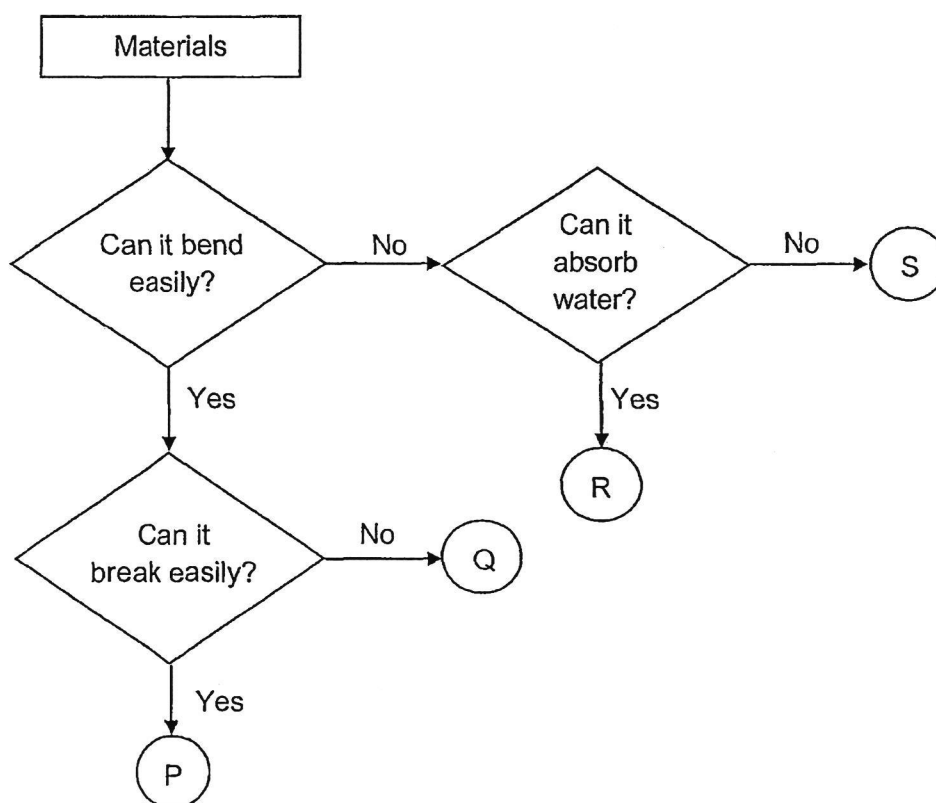 Materials
Can it bend
easily?
No
Can it
absorb
water?
No
S
Yes
Yes
R
Can it
break easily?
No
Q
Yes
P